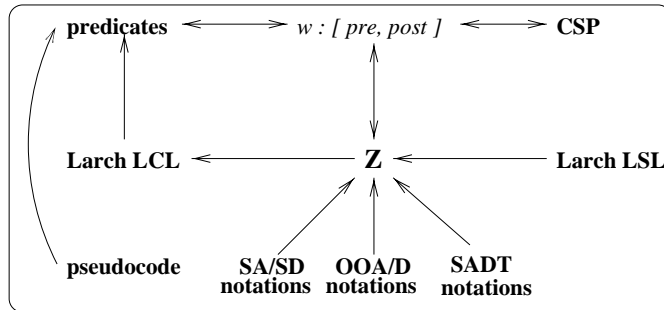 predicates
w : [ pre, post ]
CSP
Larch LCL
Z
Larch LSL
pseudocode
SA/SD
notations
OOA/D
notations
SADT
notations